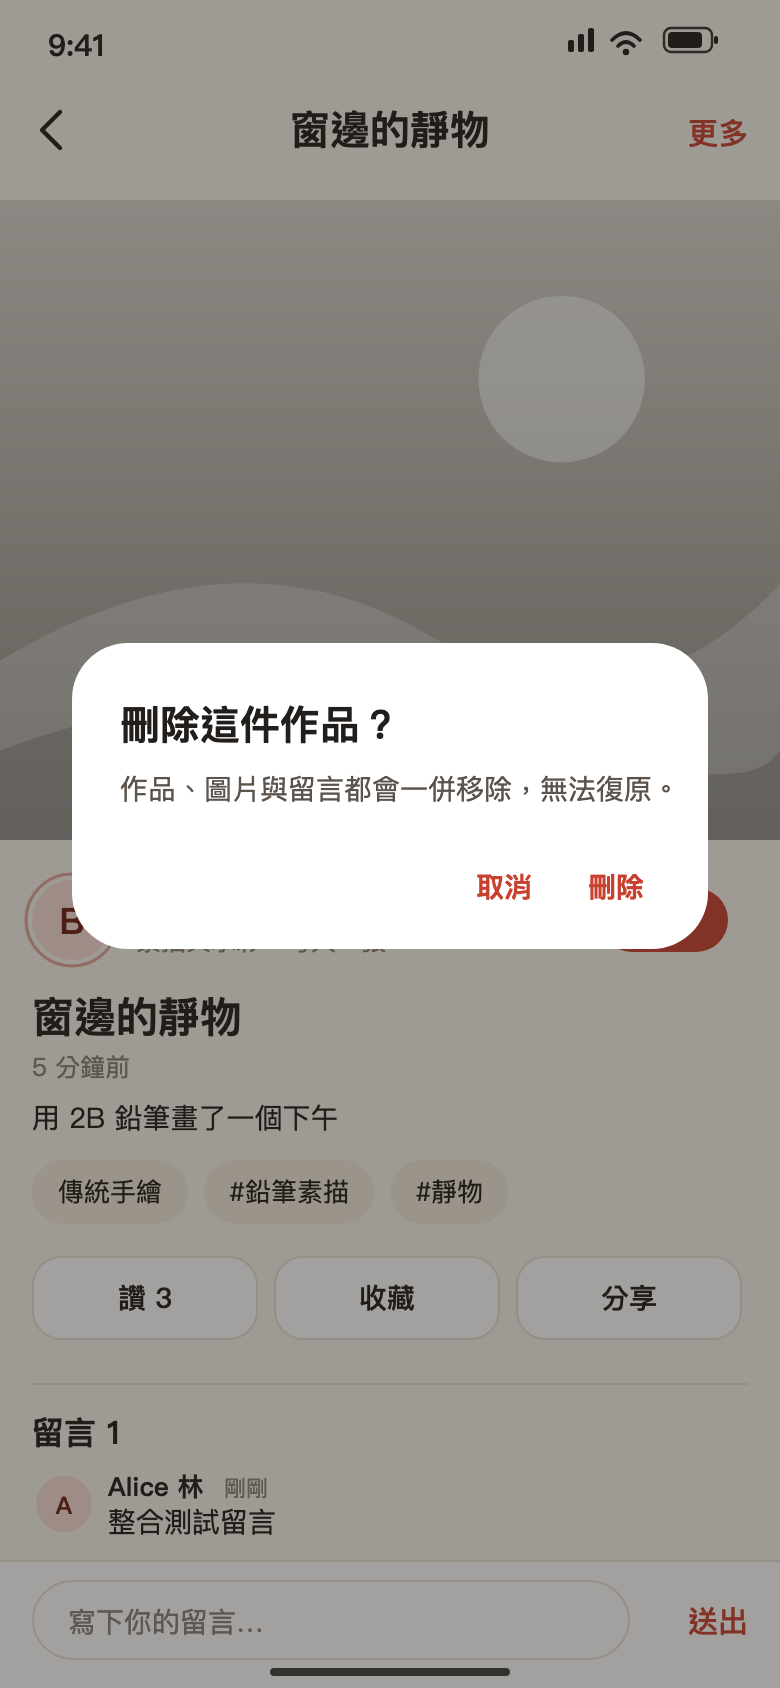 9:41
窗邊的靜物
更多
刪除這件作品？
作品、圖片與留言都會一併移除，無法復原。
取消
刪除
B
窗邊的靜物
5 分鐘前
用 2B 鉛筆畫了一個下午
傳統手繪
#鉛筆素描
#靜物
讚 3
收藏
分享
留言 1
A
Alice 林
剛剛
整合測試留言
寫下你的留言...
送出